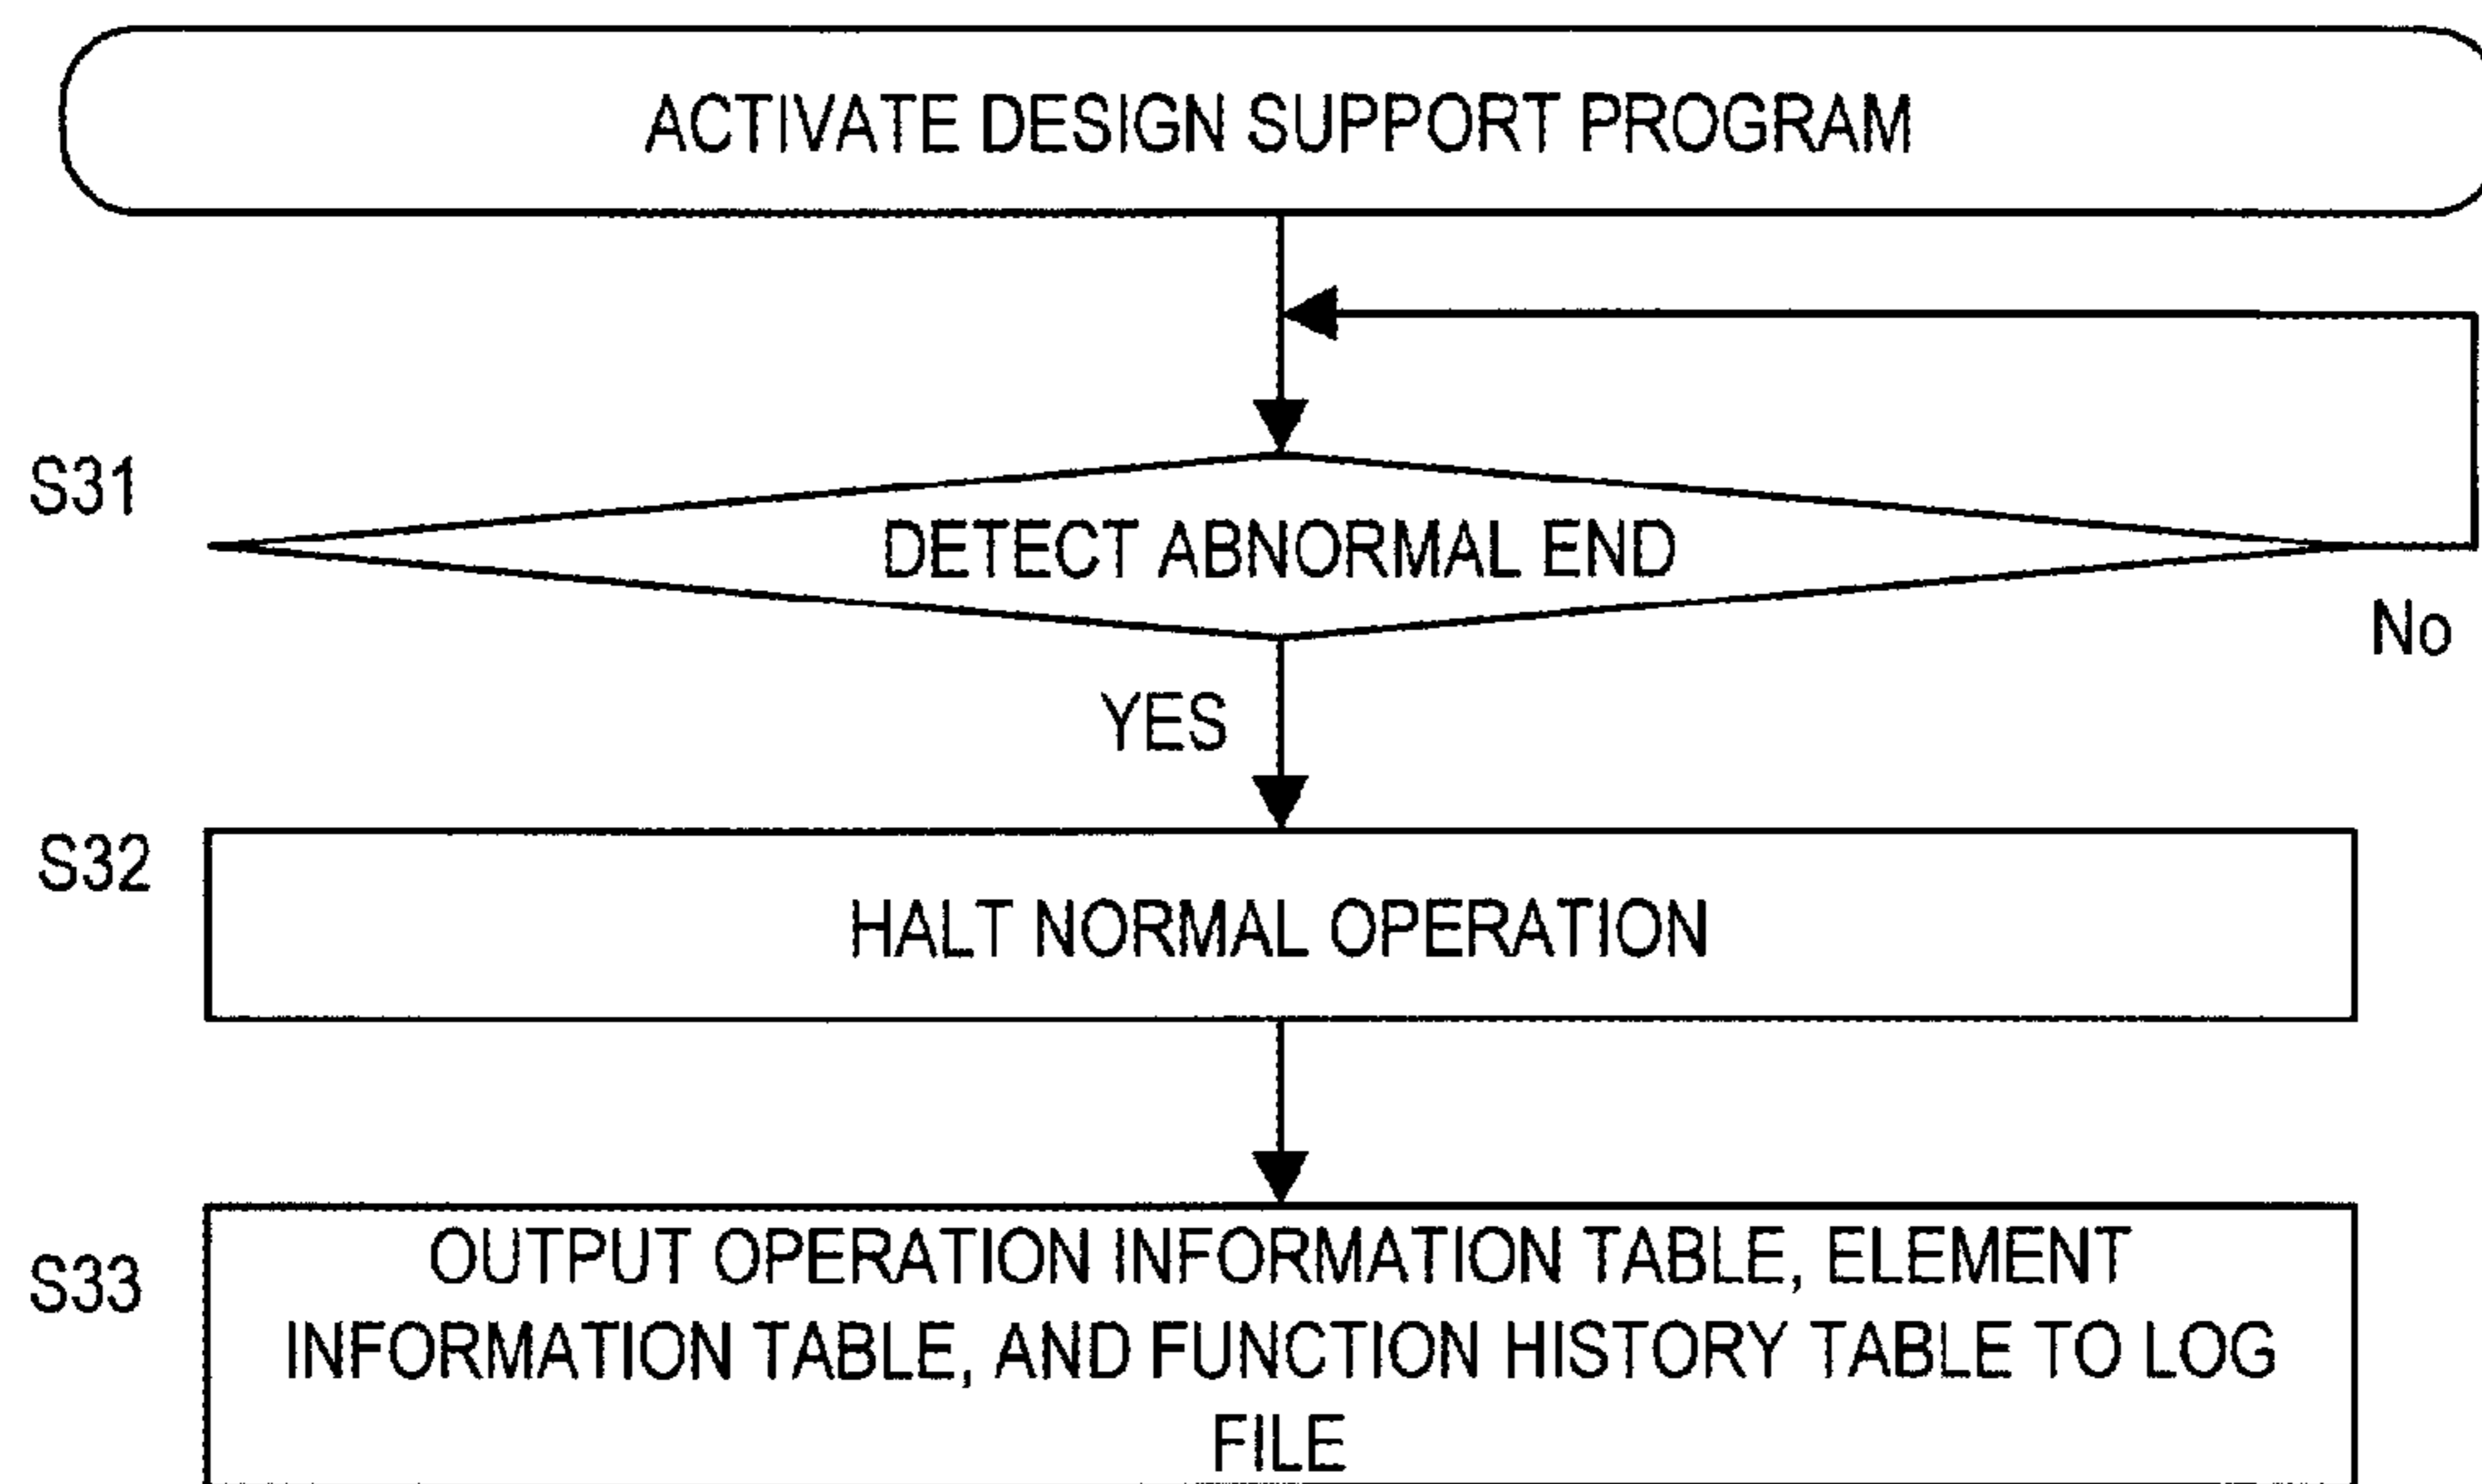 ACTIVATE DESIGN SUPPORT PROGRAM
S31
DETECT ABNORMAL END
No
YES
S32
HALT NORMAL OPERATION
S33
OUTPUT OPERATION INFORMATION TABLE, ELEMENT
INFORMATION TABLE, AND FUNCTION HISTORY TABLE TO LOG
FILE